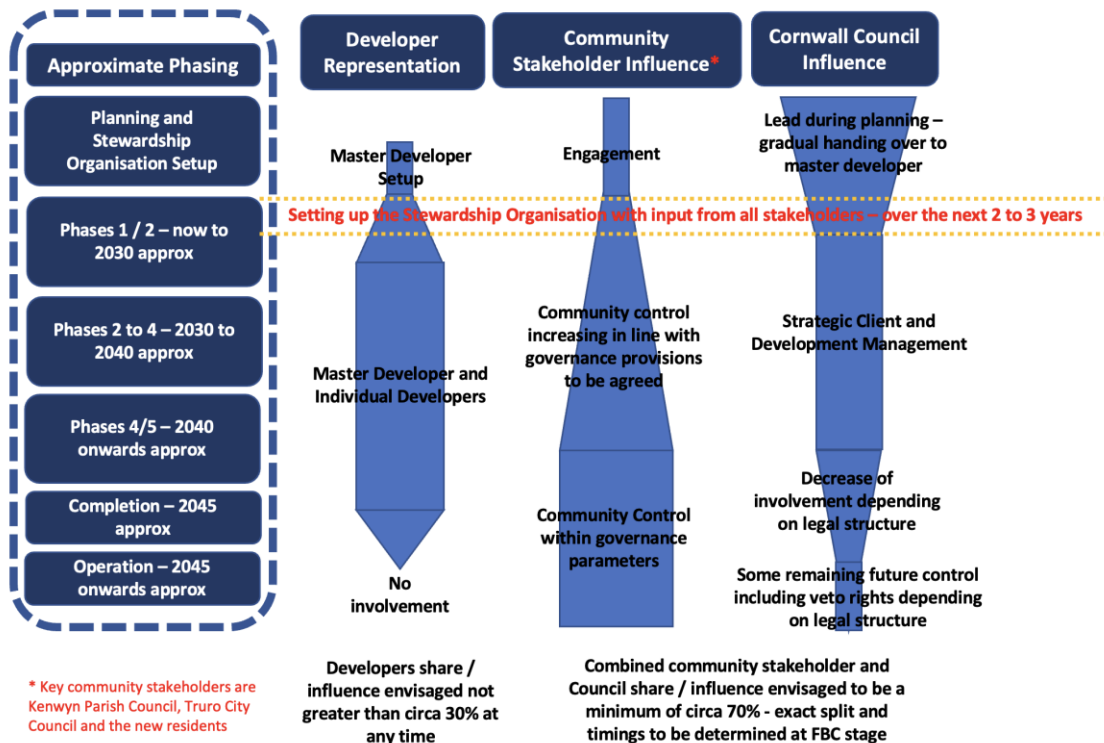 Approximate Phasing
Planning and
Stewardship
Organisation Setup
Phases 1 / 2 – now to
2030 approx
Phases 2 to 4 – 2030 to
2040 approx
Phases 4/5 – 2040
onwards approx
Completion – 2045
approx
Operation – 2045
onwards approx
* Key community stakeholders are
Kenwyn Parish Council, Truro City
Council and the new residents
Developer
Representation
Master Developer
Setup
Setting up the Stewardship Organisation with input from all stakeholders – over the next 2 to 3 years
Master Developer and
Individual Developers
No
involvement
Developers share /
influence envisaged not
greater than circa 30% at
any time
Community
Stakeholder Influence*
Engagement
Community control
increasing in line with
governance provisions
to be agreed
Community Control
within governance
parameters
Combined community stakeholder and
Council share / influence envisaged to be a
minimum of circa 70% - exact split and
timings to be determined at FBC stage
Cornwall Council
Influence
Lead during planning –
gradual handing over to
master developer
Strategic Client and
Development Management
Decrease of
involvement depending
on legal structure
Some remaining future control
including veto rights depending
on legal structure